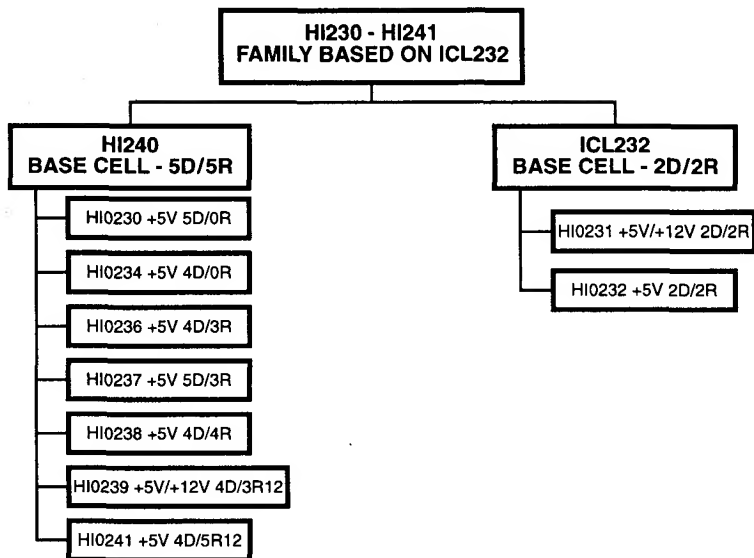 HI230 - HI241
FAMILY BASED ON ICL232
HI240
BASE CELL - 5D/5R
HI0230 +5V 5D/0R
HI0234 +5V 4D/0R
HI0236 +5V 4D/3R
HI0237 +5V 5D/3R
HI0238 +5V 4D/4R
HI0239 +5V/+12V 4D/3R12
HI0241 +5V 4D/5R12
ICL232
BASE CELL - 2D/2R
HI0231 +5V/+12V 2D/2R
HI0232 +5V 2D/2R